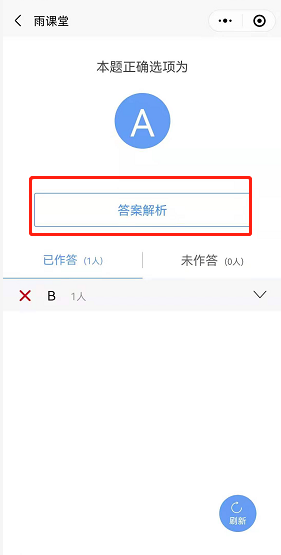 雨课堂
本题正确选项为
A
答案解析
已作答 (1人) 未作答 (0人)
B 1人
刷新